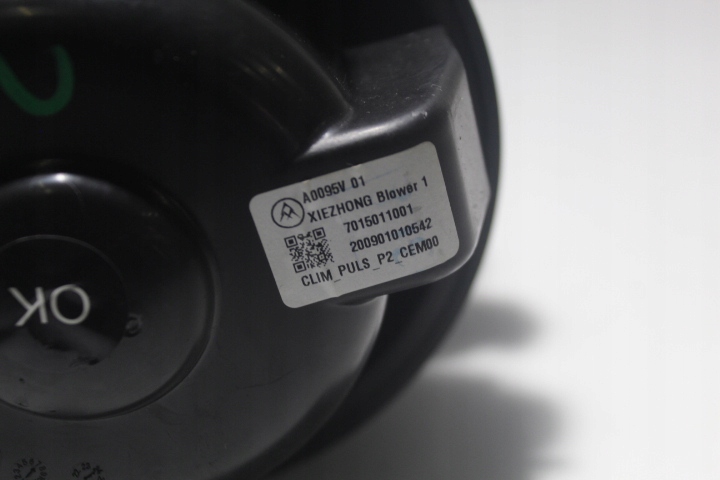 A0095V 01
XIEZHONG Blower 1
7015011001
200901010542
CLIM_PULS_P2_CEM00
OK